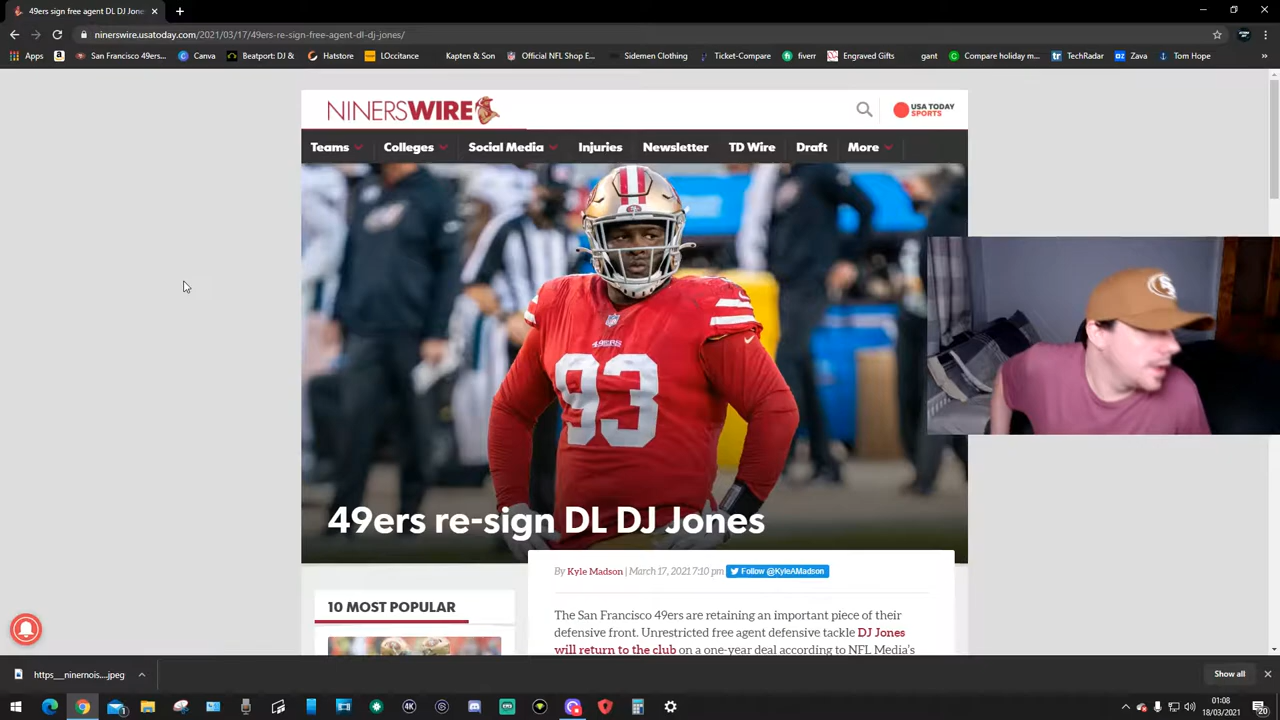 49ers sign free agent DL DJ Jone
ninerswire.usatoday.com/2021/03/17/49ers-re-sign-free-agent-dl-dj-jones/
Apps San Francisco 49ers... Canva Beatport: DJ & Hatstore LOccitance Kapten & Son Official NFL Shop E... Sidemen Clothing Ticket-Compare fiverr Engraved Gifts gant Compare holiday m... TechRadar Zava Tom Hope
NINERSWIRE
USA TODAY
SPORTS
Teams Colleges Social Media Injuries Newsletter TD Wire Draft More
49ERS
93
49ers re-sign DL DJ Jones
By Kyle Madson | March 17, 2021 7:10 pm Follow @KyleAMadson
10 MOST POPULAR
The San Francisco 49ers are retaining an important piece of their
defensive front. Unrestricted free agent defensive tackle DJ Jones
will return to the club on a one-year deal according to NFL Media's
https__ninernois....jpeg
Show all
4K
01:08
18/03/2021
20